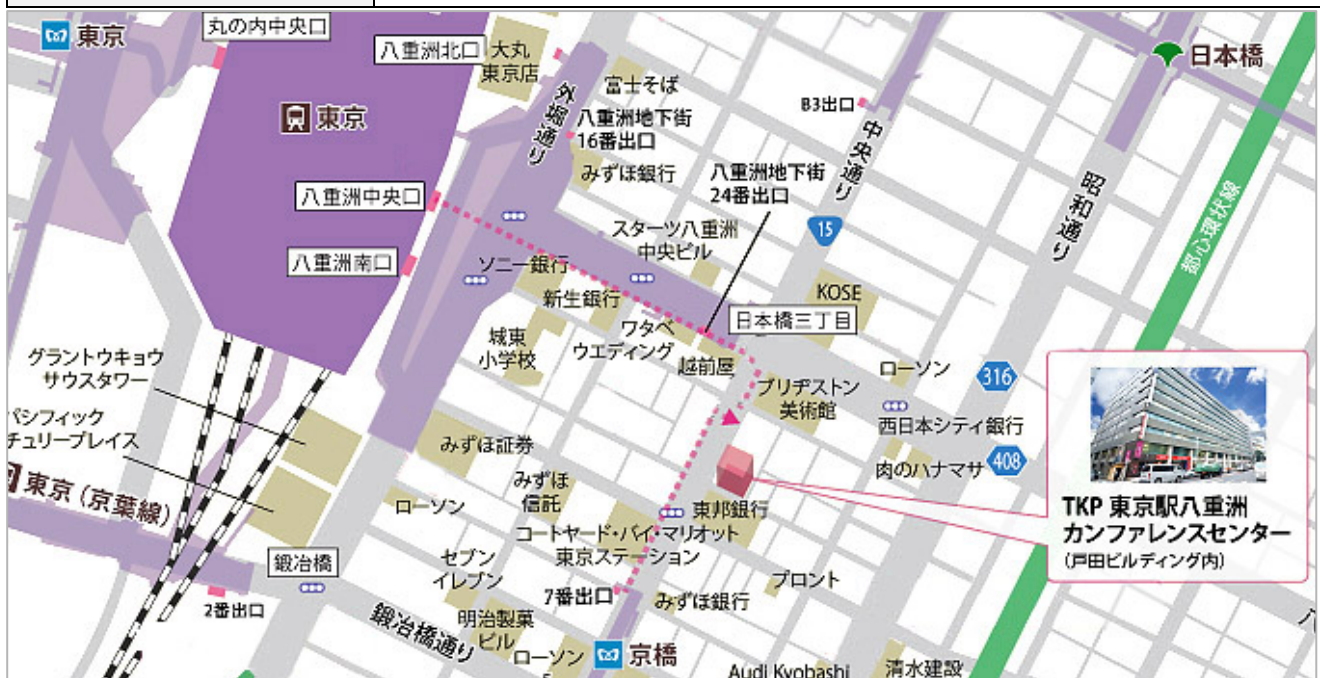 東京
丸の内中央口
八重洲北口
大丸
東京店
外堀通り
富士そば
八重洲地下街
16番出口
みずほ銀行
B3出口
中央通り
日本橋
昭和通り
都心環状線
東京
八重洲中央口
八重洲南口
八重洲地下街
24番出口
15
スターツ八重洲
中央ビル
ソニー銀行
新生銀行
城東
小学校
ワタベ
ウエディング
越前屋
日本橋三丁目
KOSE
ブリヂストン
美術館
ローソン
316
西日本シティ銀行
肉のハナマサ
408
グラントウキョウ
サウスタワー
パシフィック
チュリープレイス
東京（京葉線）
鍛冶橋
2番出口
みずほ証券
ローソン
みずほ
信託
東邦銀行
コートヤード・バイ・マリオット
東京ステーション
セブン
イレブン
7番出口
みずほ銀行
プロント
鍛冶橋通り
明治製菓
ビル
ローソン
京橋
Audi Kyobashi
清水建設
八
TKP 東京駅八重洲
カンファレンスセンター
（戸田ビルディング内）